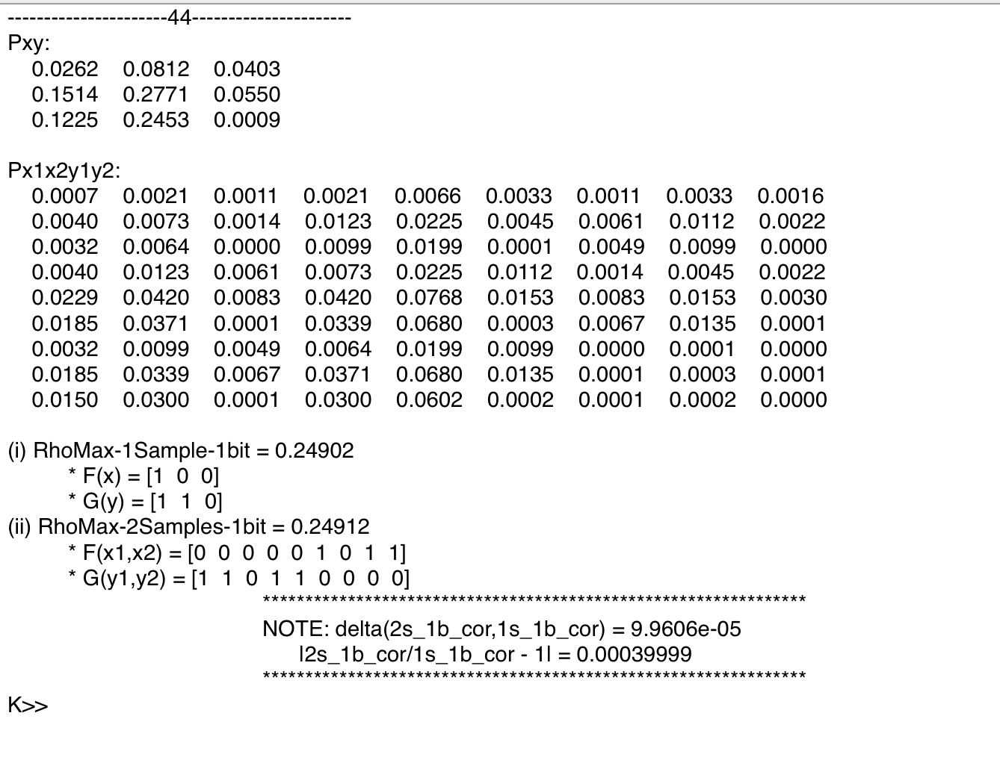 ----------------------44----------------------
Pxy:
0.0262 0.0812 0.0403
0.1514 0.2771 0.0550
0.1225 0.2453 0.0009
Px1x2y1y2:
0.0007 0.0021 0.0011 0.0021 0.0066 0.0033 0.0011 0.0033 0.0016
0.0040 0.0073 0.0014 0.0123 0.0225 0.0045 0.0061 0.0112 0.0022
0.0032 0.0064 0.0000 0.0099 0.0199 0.0001 0.0049 0.0099 0.0000
0.0040 0.0123 0.0061 0.0073 0.0225 0.0112 0.0014 0.0045 0.0022
0.0229 0.0420 0.0083 0.0420 0.0768 0.0153 0.0083 0.0153 0.0030
0.0185 0.0371 0.0001 0.0339 0.0680 0.0003 0.0067 0.0135 0.0001
0.0032 0.0099 0.0049 0.0064 0.0199 0.0099 0.0000 0.0001 0.0000
0.0185 0.0339 0.0067 0.0371 0.0680 0.0135 0.0001 0.0003 0.0001
0.0150 0.0300 0.0001 0.0300 0.0602 0.0002 0.0001 0.0002 0.0000
(i) RhoMax-1Sample-1bit = 0.24902
* F(x) = [1 0 0]
* G(y) = [1 1 0]
(ii) RhoMax-2Samples-1bit = 0.24912
* F(x1,x2) = [0 0 0 0 0 1 0 1 1]
* G(y1,y2) = [1 1 0 1 1 0 0 0 0]
****************************************************************
NOTE: delta(2s_1b_cor,1s_1b_cor) = 9.9606e-05
|2s_1b_cor/1s_1b_cor - 1| = 0.00039999
****************************************************************
K>>